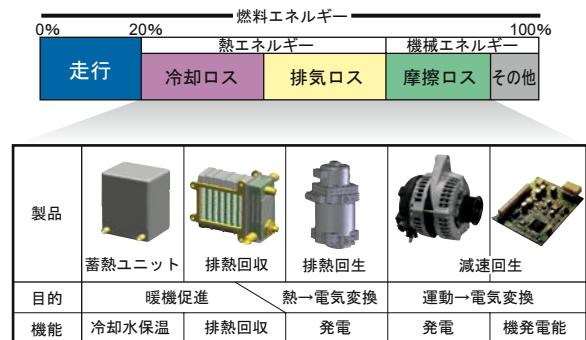 燃料エネルギー
0% 20% 100%
熱エネルギー 機械エネルギー
走行 冷却ロス 排気ロス 摩擦ロス その他
製品
蓄熱ユニット 排熱回収 排熱回生 減速回生
目的 暖機促進 熱→電気変換 運動→電気変換
機能 冷却水保温 排熱回収 発電 発電 機発電能